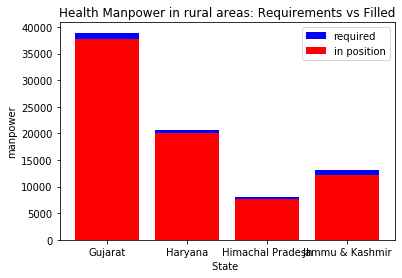 Health Manpower in rural areas: Requirements vs Filled
required
in position
manpower
40000
35000
30000
25000
20000
15000
10000
5000
0
Gujarat Haryana Himachal Pradesh Jammu & Kashmir
State